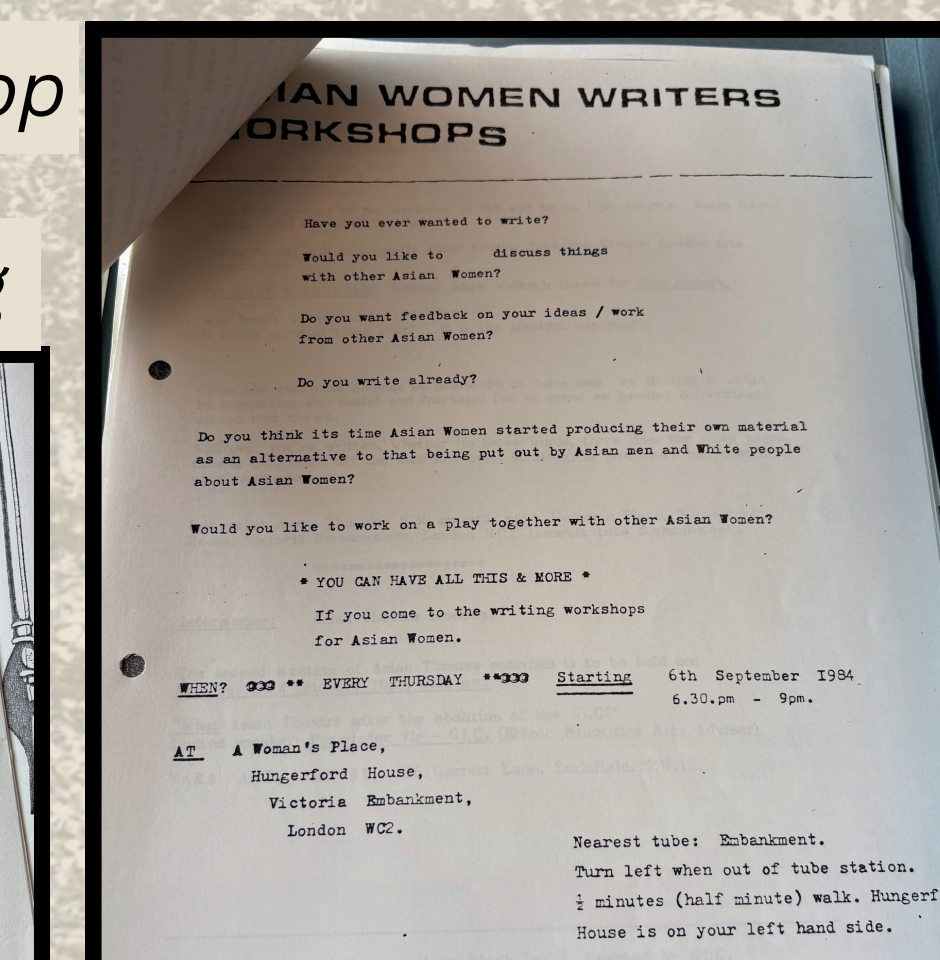 op
IAN WOMEN WRITERS
ORKSHOPS
Have you ever wanted to write?
Would you like to discuss things
with other Asian Women?
Do you want feedback on your ideas / work
from other Asian Women?
Do you write already?
Do you think its time Asian Women started producing their own material
as an alternative to that being put out by Asian men and White people
about Asian Women?
Would you like to work on a play together with other Asian Women?
* YOU CAN HAVE ALL THIS & MORE *
If you come to the writing workshops
for Asian Women.
WHEN? ** EVERY THURSDAY ** Starting 6th September I984
6.30.pm - 9pm.
AT A Woman's Place,
Hungerford House,
Victoria Embankment,
London WC2.
Nearest tube: Embankment.
Turn left when out of tube station.
½ minutes (half minute) walk. Hungerf
House is on your left hand side.